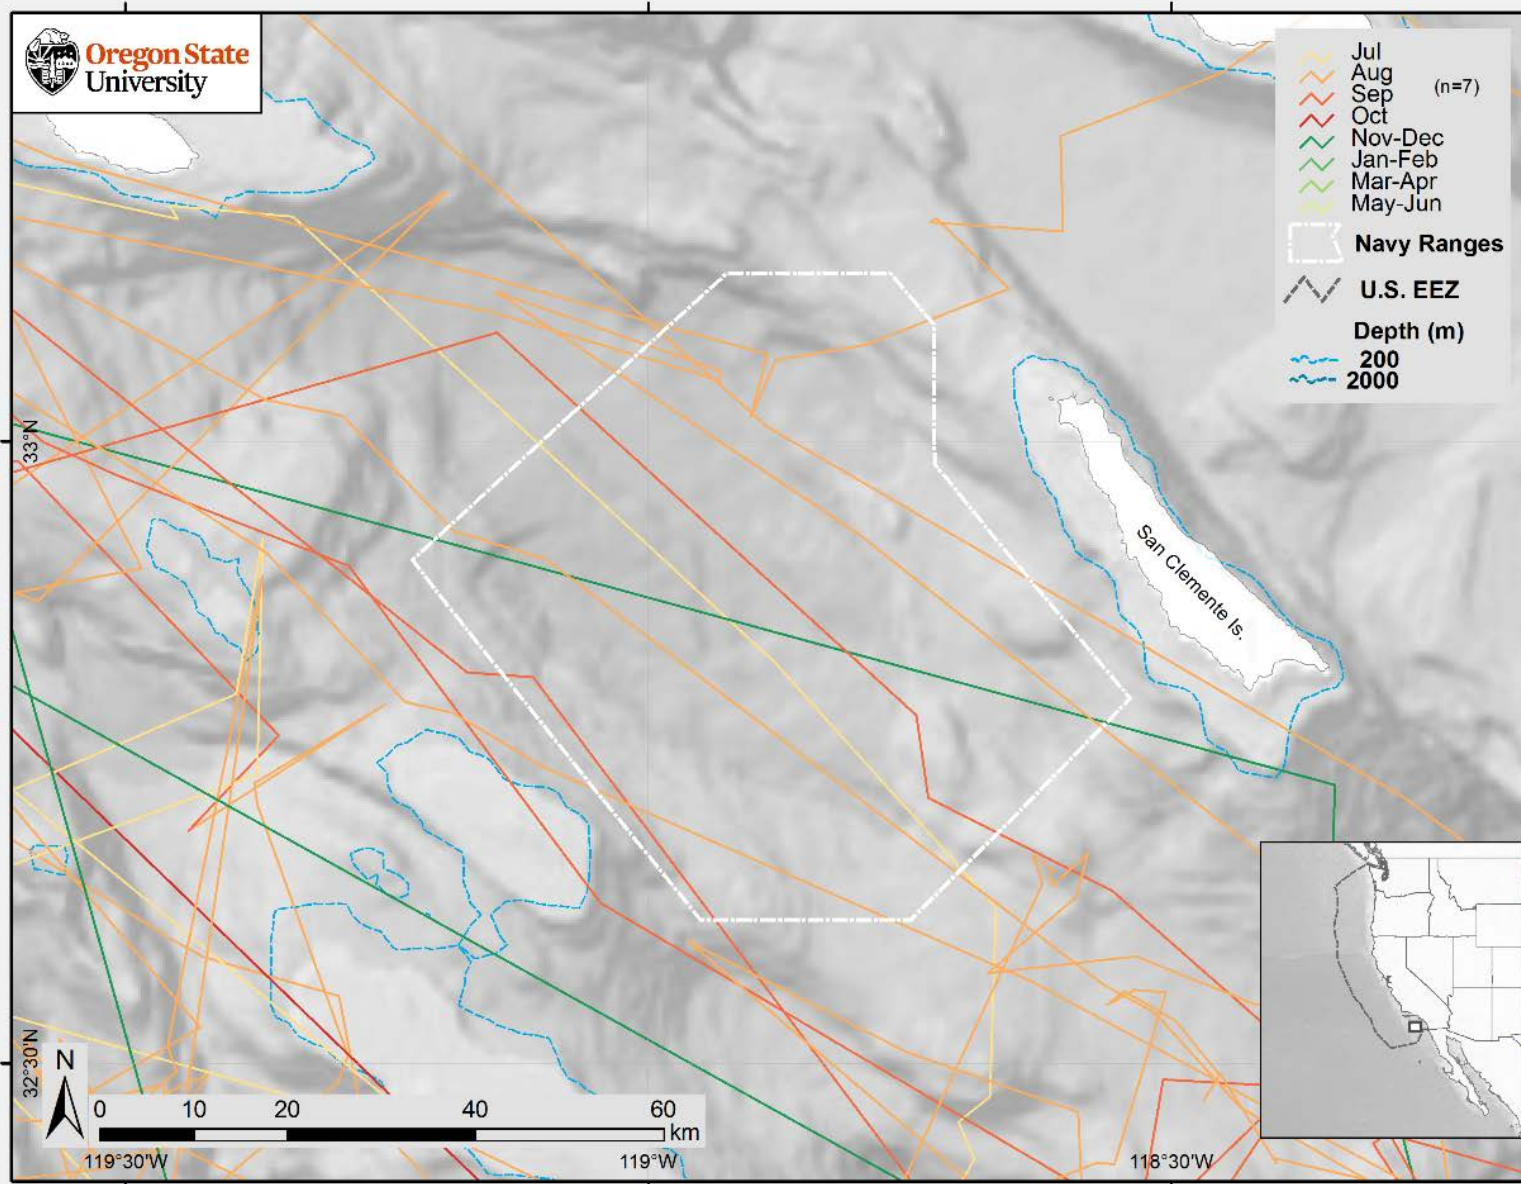 Oregon State
University
Jul
Aug
Sep
Oct
Nov-Dec
Jan-Feb
Mar-Apr
May-Jun
(n=7)
Navy Ranges
U.S. EEZ
Depth (m)
200
2000
33°N
San Clemente Is.
32°30'N
N
0 10 20 40 60
km
119°30'W 119°W 118°30'W